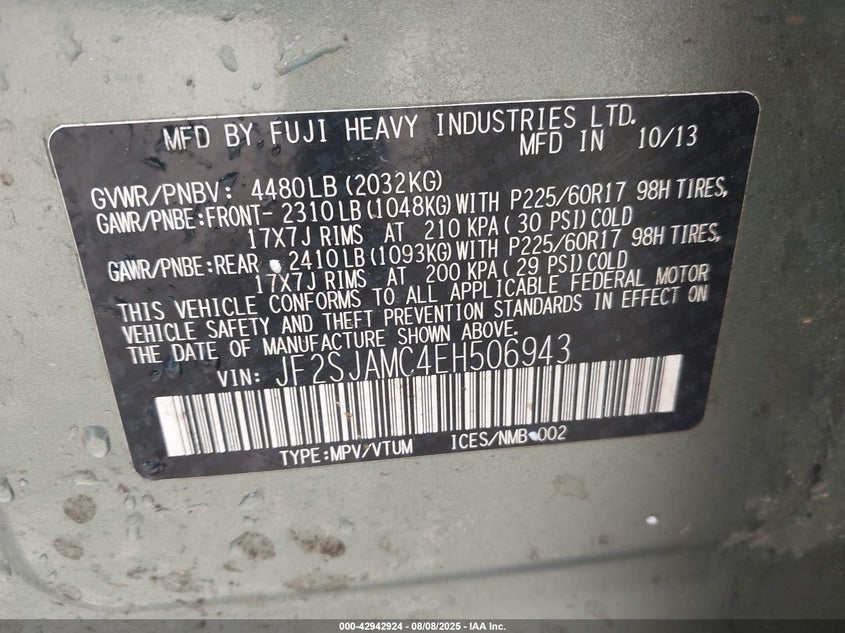 MFD BY FUJI HEAVY INDUSTRIES LTD.
MFD IN 10/13
GVWR/PNBV: 4480LB (2032KG)
GAWR/PNBE:FRONT- 2310LB (1048KG) WITH P225/60R17 98H TIRES,
17X7J RIMS AT 210 KPA ( 30 PSI) COLD
GAWR/PNBE:REAR - 2410LB (1093KG) WITH P225/60R17 98H TIRES,
17X7J RIMS AT 200 KPA ( 29 PSI) COLD
THIS VEHICLE CONFORMS TO ALL APPLICABLE FEDERAL MOTOR
VEHICLE SAFETY AND THEFT PREVENTION STANDARDS IN EFFECT ON
THE DATE OF MANUFACTURE SHOWN ABOVE.
VIN: JF2SJAMC4EH506943
TYPE:MPV/VTUM ICES/NMB-002
000-42942924 - 08/08/2025 - IAA Inc.